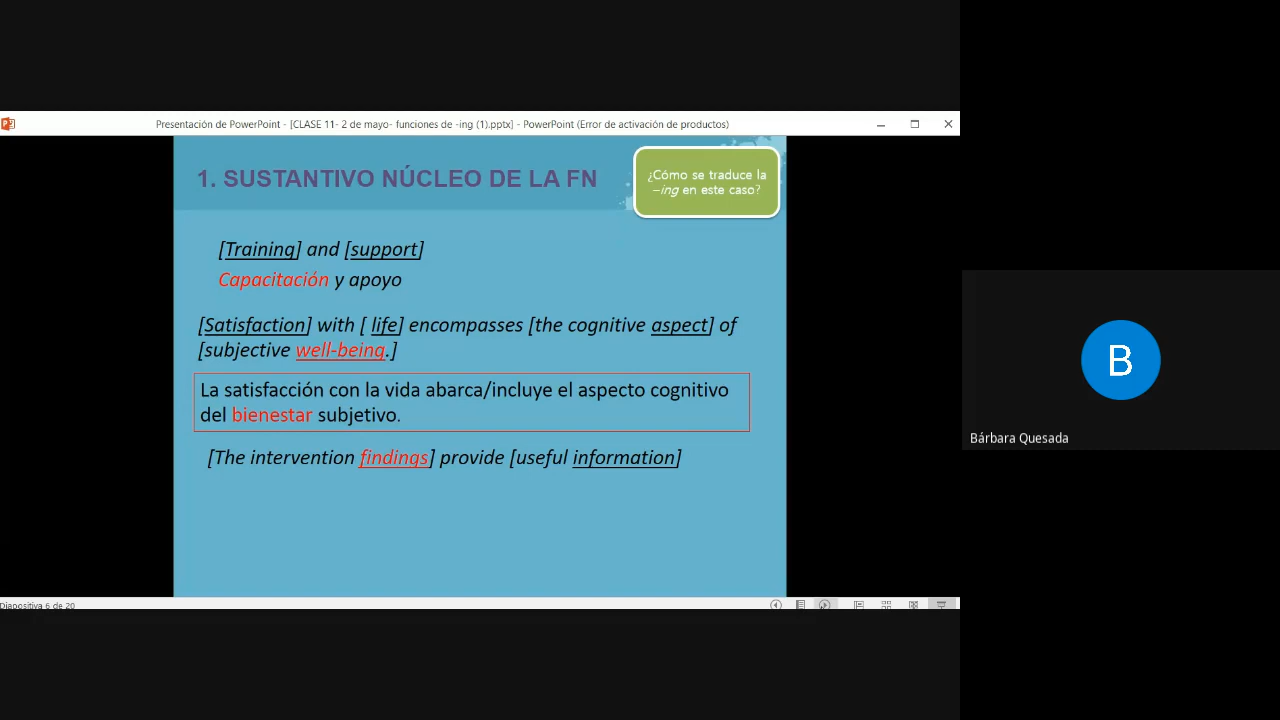 Presentación de PowerPoint - [CLASE 11- 2 de mayo- funciones de -ing (1).pptx] - PowerPoint (Error de activación de productos)
1. SUSTANTIVO NÚCLEO DE LA FN
¿Cómo se traduce la
–ing en este caso?
[Training] and [support]
Capacitación y apoyo
[Satisfaction] with [ life] encompasses [the cognitive aspect] of
[subjective well-being.]
La satisfacción con la vida abarca/incluye el aspecto cognitivo
del bienestar subjetivo.
[The intervention findings] provide [useful information]
Diapositiva 6 de 20
B
Bárbara Quesada